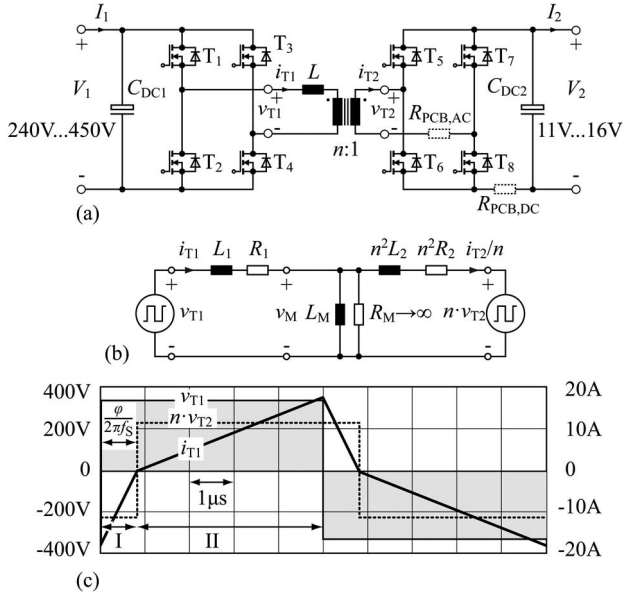 I1 I2
+ T1 T3 T5 T7 +
iT1 L iT2
V1 CDC1 + + CDC2 V2
vT1 vT2 RPCB,AC
240V...450V 11V...16V
- - n:1 -
T2 T4 T6 T8
- RPCB,DC -
(a)
iT1 L1 R1 n²L2 n²R2 iT2/n
+ + +
vT1 vM LM RM→∞ n·vT2
- - -
(b)
400V vT1 20A
φ/2πfS n·vT2
200V 10A
iT1
0 0
1μs
-200V -10A
I II
-400V -20A
(c)